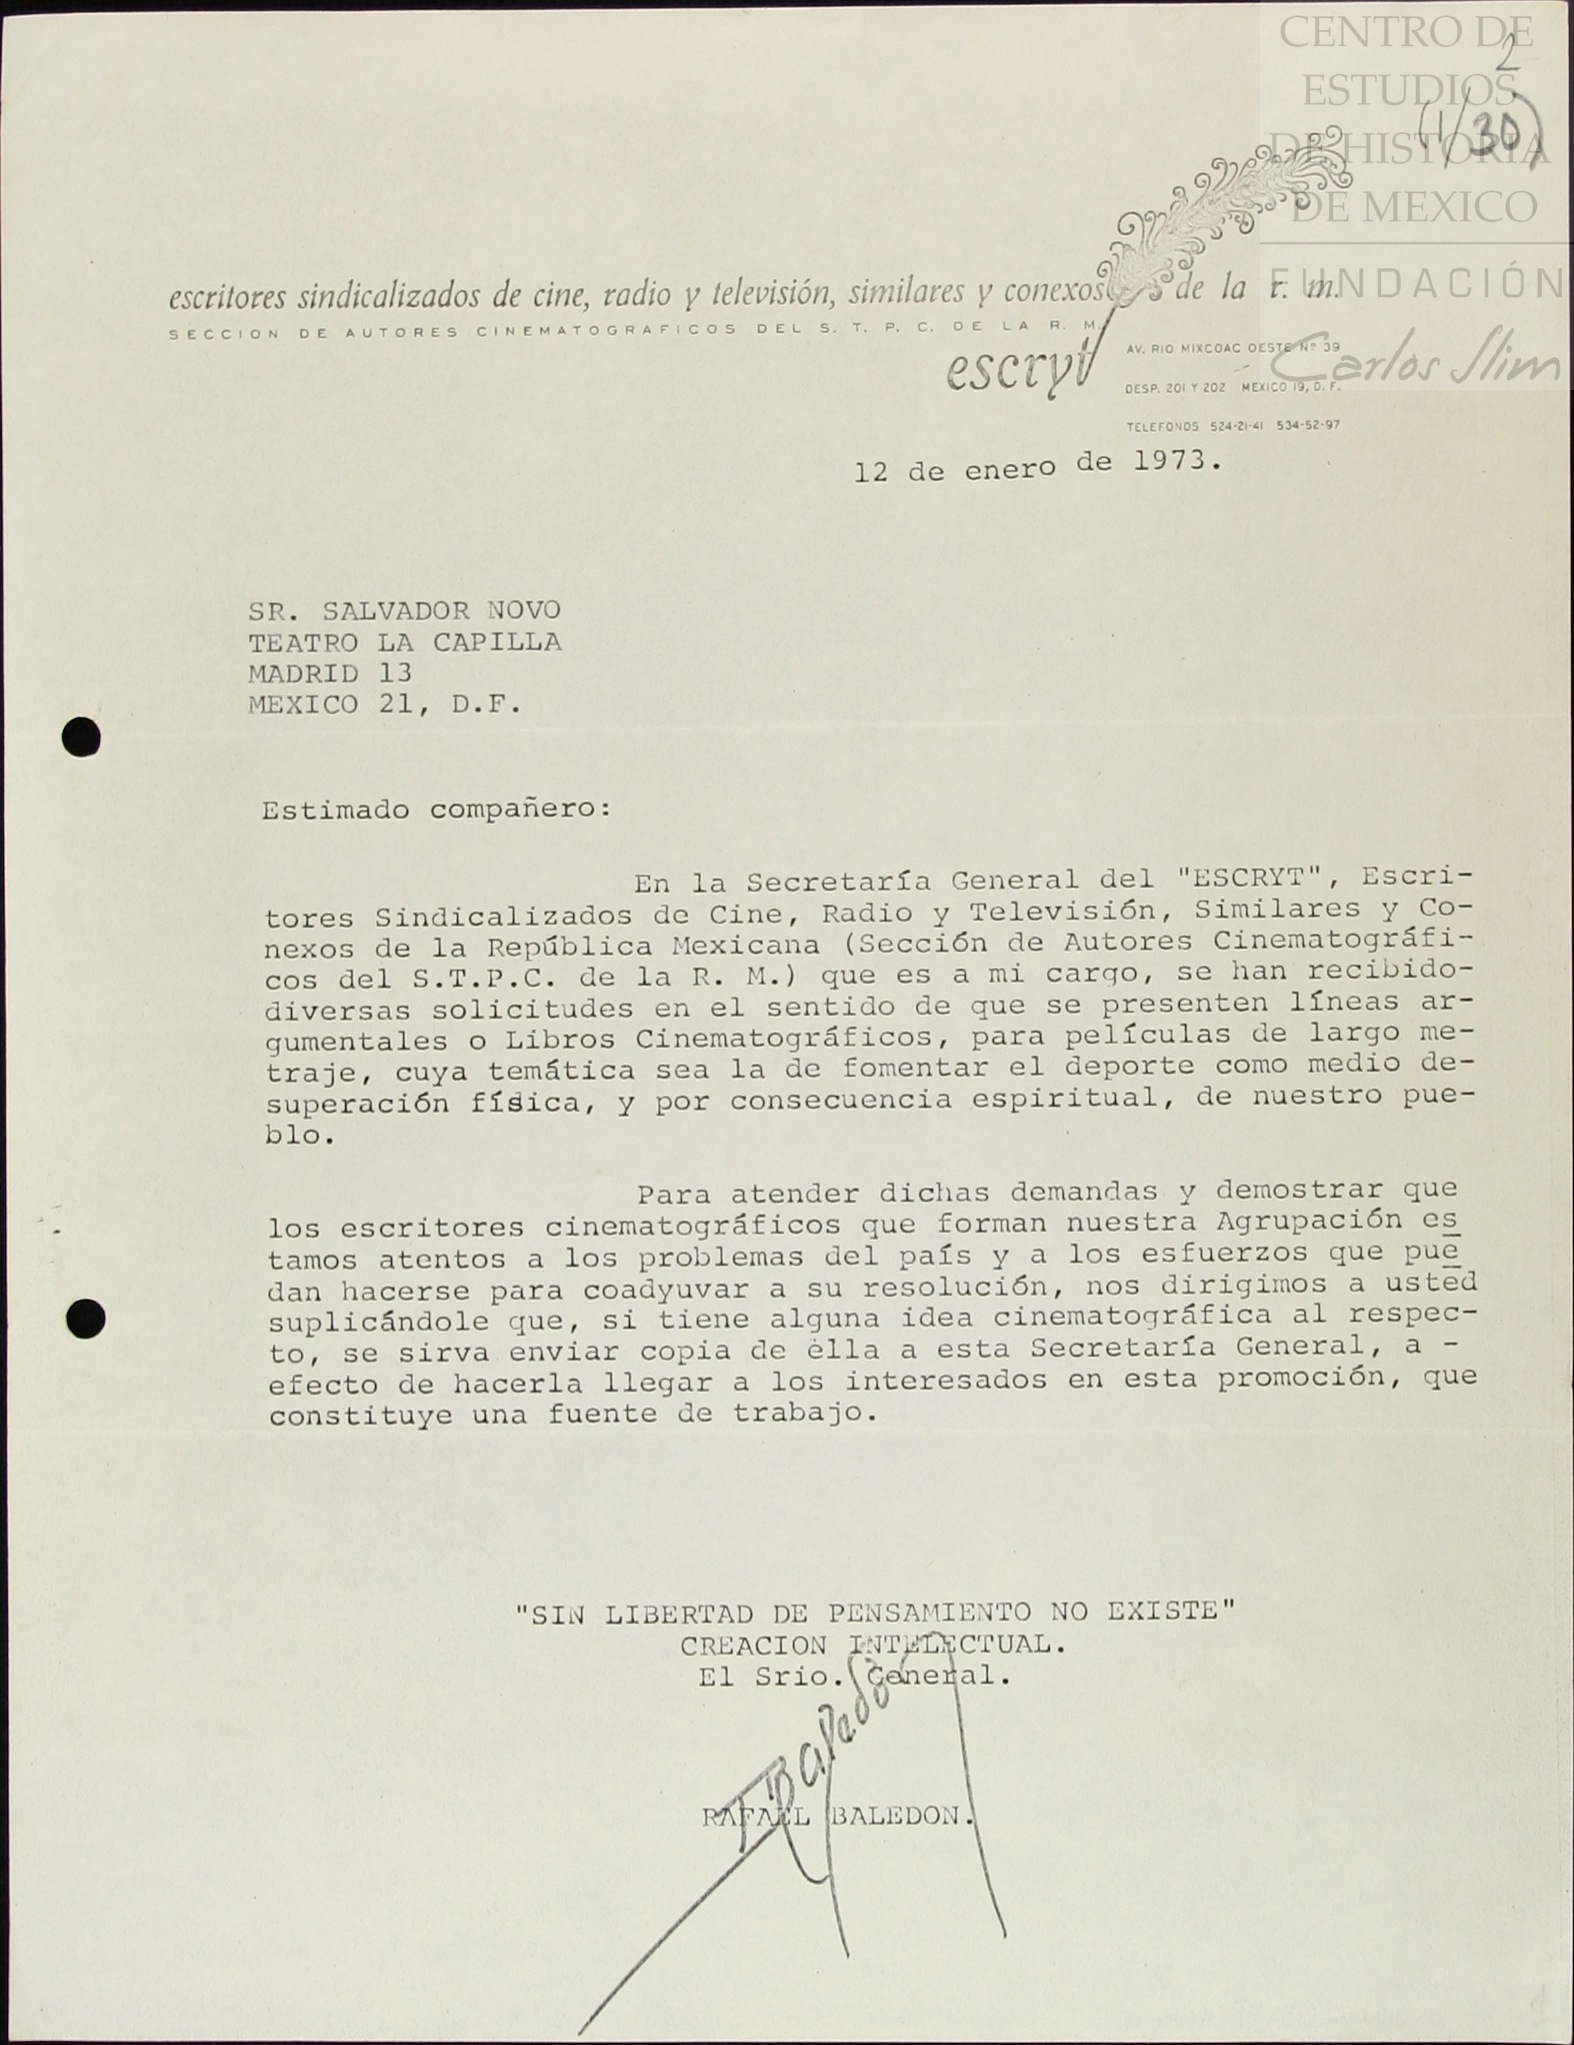 CENTRO DE
ESTUDIOS
DE HISTORIA
DE MEXICO
FUNDACIÓN
Carlos Slim
2
(1/30)
escritores sindicalizados de cine, radio y televisión, similares y conexos de la r. m.
SECCION DE AUTORES CINEMATOGRAFICOS DEL S. T. P. C. DE LA R. M.
escryt
AV. RIO MIXCOAC OESTE Nº 39
DESP. 201 Y 202 MEXICO 19, D. F.
TELEFONOS 524-21-41 534-52-97
12 de enero de 1973.
SR. SALVADOR NOVO
TEATRO LA CAPILLA
MADRID 13
MEXICO 21, D.F.
Estimado compañero:
En la Secretaría General del "ESCRYT", Escri-
tores Sindicalizados de Cine, Radio y Televisión, Similares y Co-
nexos de la República Mexicana (Sección de Autores Cinematográfi-
cos del S.T.P.C. de la R. M.) que es a mi cargo, se han recibido-
diversas solicitudes en el sentido de que se presenten líneas ar-
gumentales o Libros Cinematográficos, para películas de largo me-
traje, cuya temática sea la de fomentar el deporte como medio de-
superación física, y por consecuencia espiritual, de nuestro pue-
blo.
Para atender dichas demandas y demostrar que
los escritores cinematográficos que forman nuestra Agrupación es
tamos atentos a los problemas del país y a los esfuerzos que pue
dan hacerse para coadyuvar a su resolución, nos dirigimos a usted
suplicándole que, si tiene alguna idea cinematográfica al respec-
to, se sirva enviar copia de ella a esta Secretaría General, a -
efecto de hacerla llegar a los interesados en esta promoción, que
constituye una fuente de trabajo.
"SIN LIBERTAD DE PENSAMIENTO NO EXISTE"
CREACION INTELECTUAL.
El Srio. General.
RBaledón
RAFAEL BALEDON.